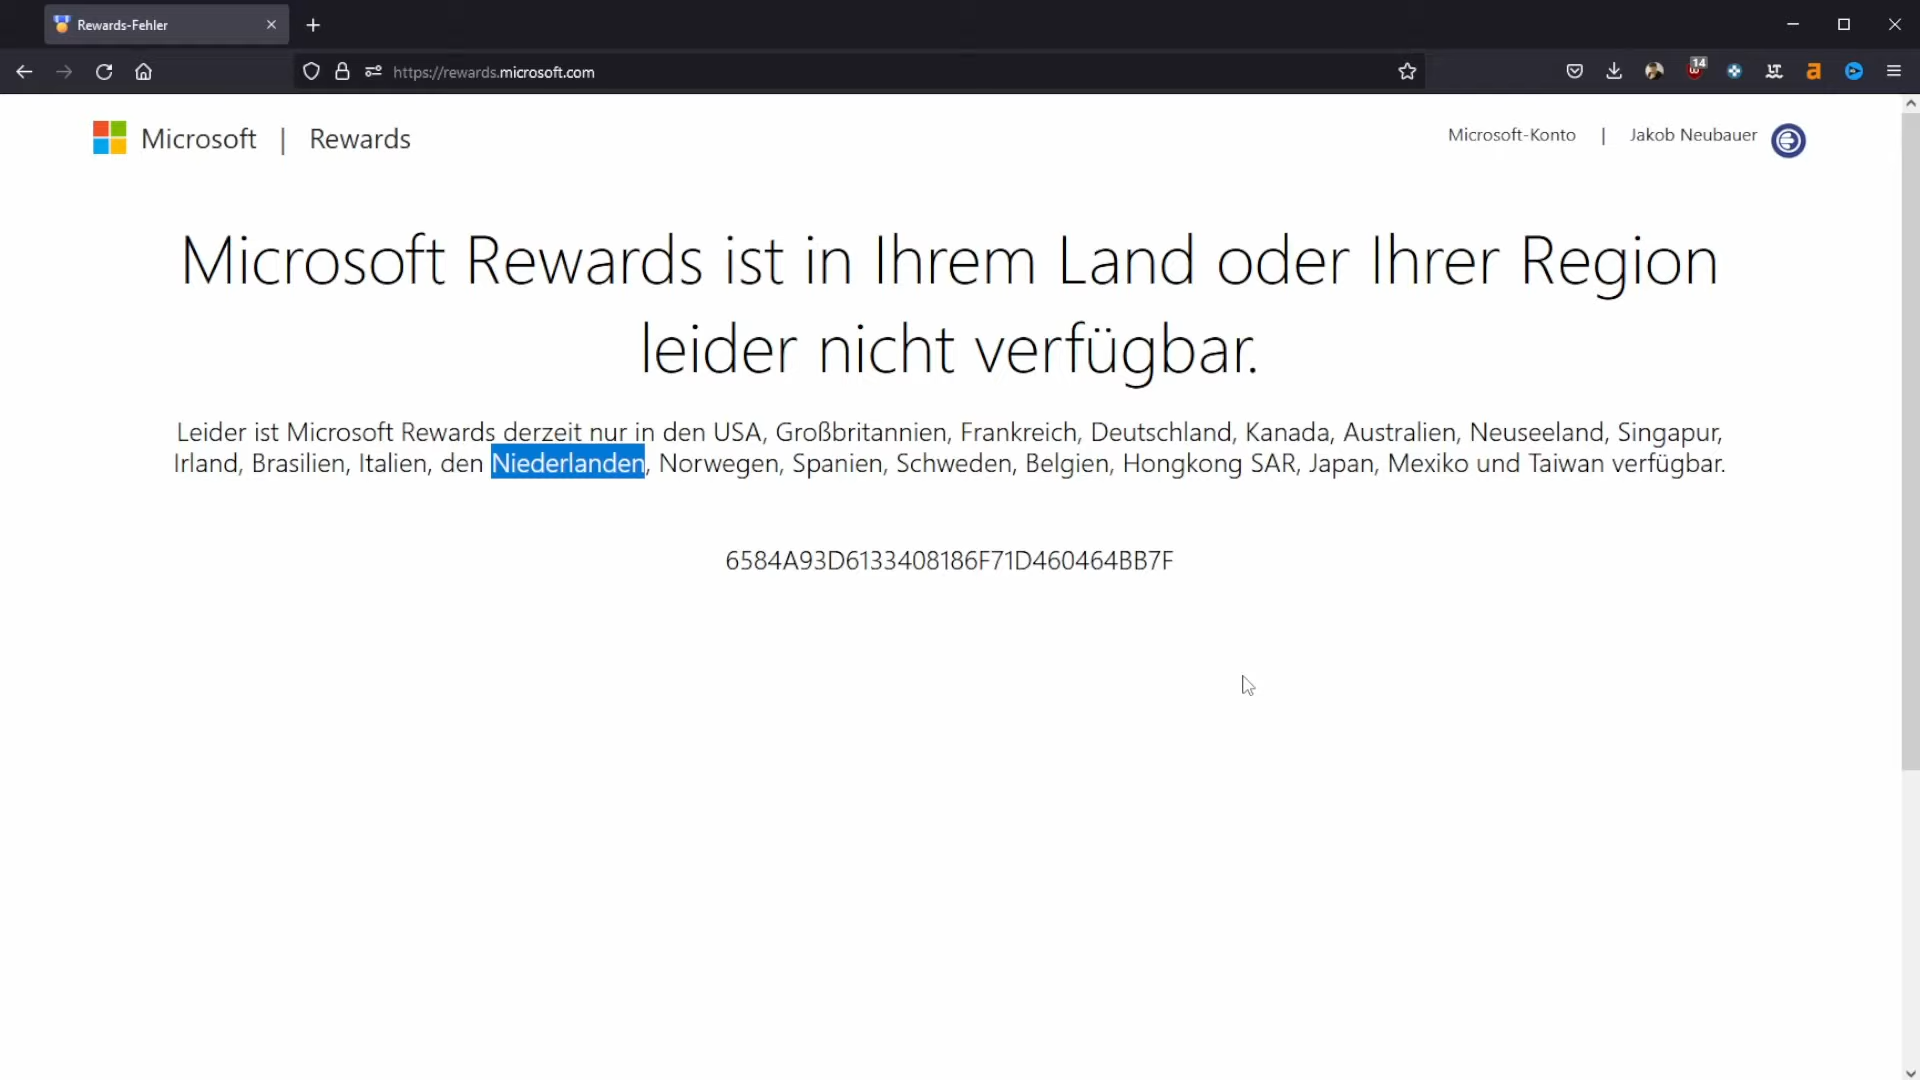 Rewards-Fehler
https://rewards.microsoft.com
14
Microsoft | Rewards
Microsoft-Konto | Jakob Neubauer
Microsoft Rewards ist in Ihrem Land oder Ihrer Region
leider nicht verfügbar.
Leider ist Microsoft Rewards derzeit nur in den USA, Großbritannien, Frankreich, Deutschland, Kanada, Australien, Neuseeland, Singapur,
Irland, Brasilien, Italien, den Niederlanden, Norwegen, Spanien, Schweden, Belgien, Hongkong SAR, Japan, Mexiko und Taiwan verfügbar.
6584A93D6133408186F71D460464BB7F